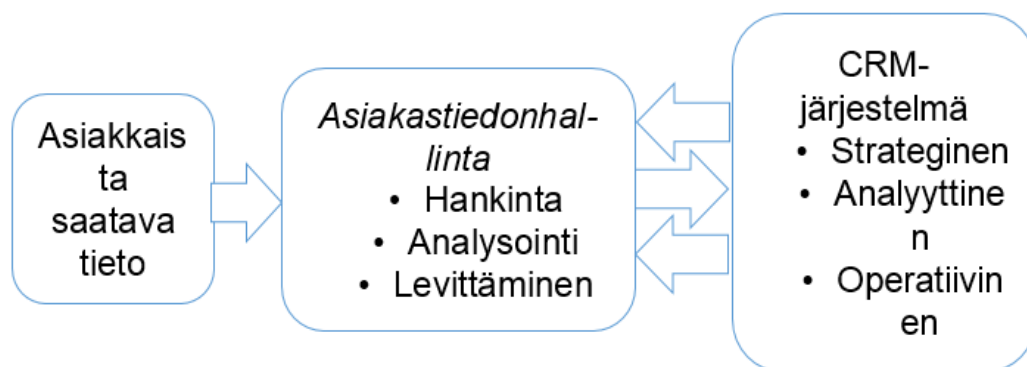 Asiakkais
ta
saatava
tieto
Asiakastiedonhal-
linta
• Hankinta
• Analysointi
• Levittäminen
CRM-
järjestelmä
• Strateginen
• Analyyttine
n
• Operatiivin
en